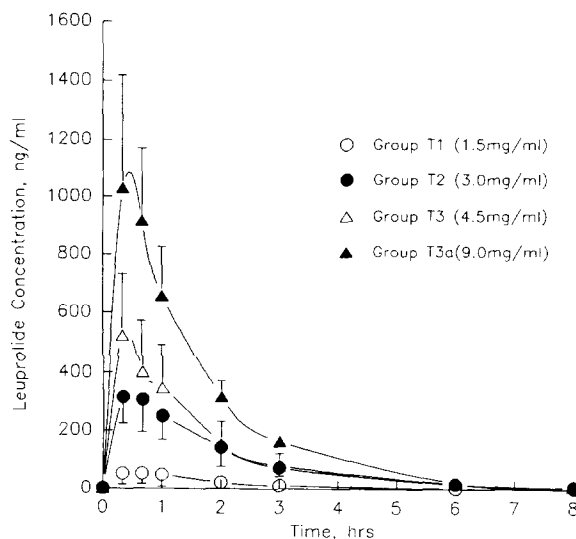 1600
1400
1200
1000
800
600
400
200
0
Leuprolide Concentration, ng/ml
Group T1 (1.5mg/ml)
Group T2 (3.0mg/ml)
Group T3 (4.5mg/ml)
Group T3a(9.0mg/ml)
0 1 2 3 4 5 6 7 8
Time, hrs